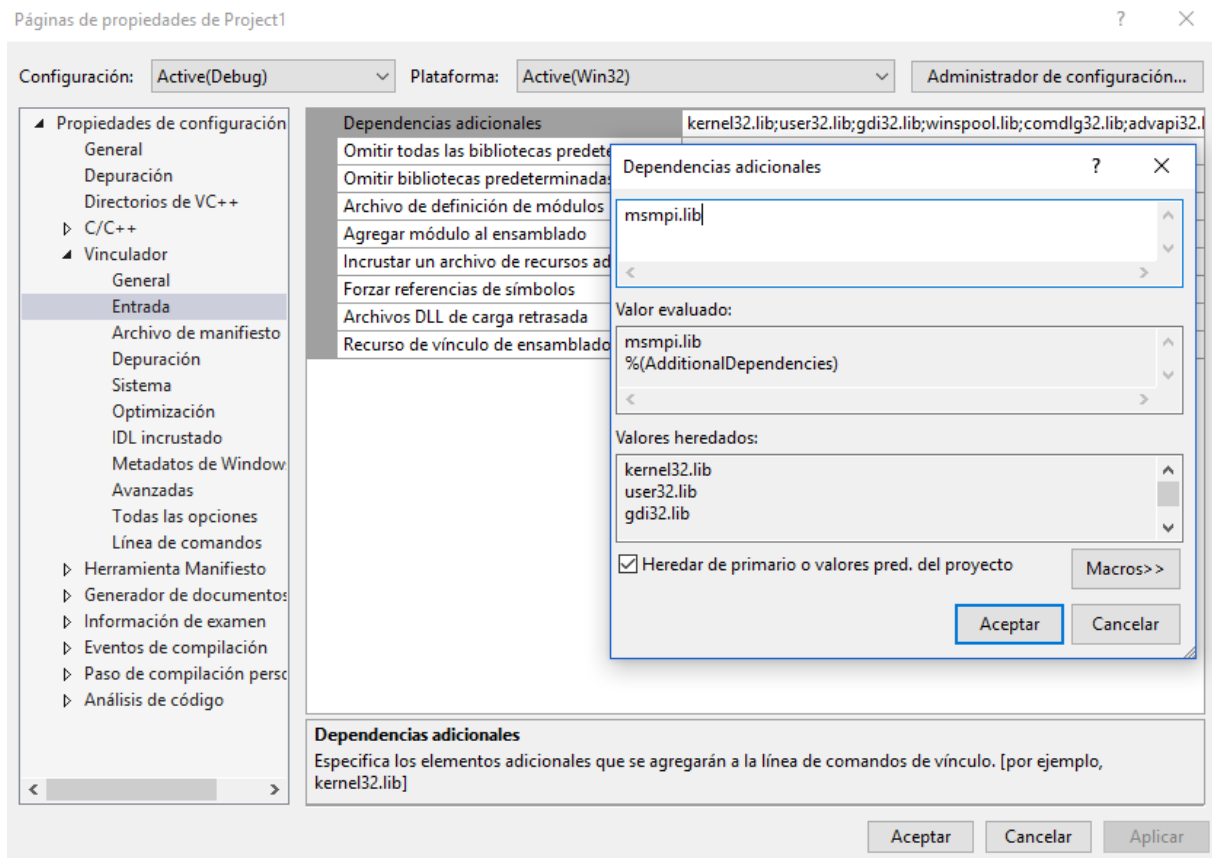 Páginas de propiedades de Project1
Configuración: Active(Debug) Plataforma: Active(Win32) Administrador de configuración...
Propiedades de configuración
General
Depuración
Directorios de VC++
C/C++
Vinculador
General
Entrada
Archivo de manifiesto
Depuración
Sistema
Optimización
IDL incrustado
Metadatos de Window
Avanzadas
Todas las opciones
Línea de comandos
Herramienta Manifiesto
Generador de documentos
Información de examen
Eventos de compilación
Paso de compilación perso
Análisis de código
Dependencias adicionales kernel32.lib;user32.lib;gdi32.lib;winspool.lib;comdlg32.lib;advapi32.l
Omitir todas las bibliotecas predete
Omitir bibliotecas predeterminadas
Archivo de definición de módulos
Agregar módulo al ensamblado
Incrustar un archivo de recursos ad
Forzar referencias de símbolos
Archivos DLL de carga retrasada
Recurso de vínculo de ensamblado
Dependencias adicionales ?
msmpi.lib
Valor evaluado:
msmpi.lib
%(AdditionalDependencies)
Valores heredados:
kernel32.lib
user32.lib
gdi32.lib
Heredar de primario o valores pred. del proyecto
Macros>>
Aceptar Cancelar
Dependencias adicionales
Especifica los elementos adicionales que se agregarán a la línea de comandos de vínculo. [por ejemplo,
kernel32.lib]
Aceptar Cancelar Aplicar